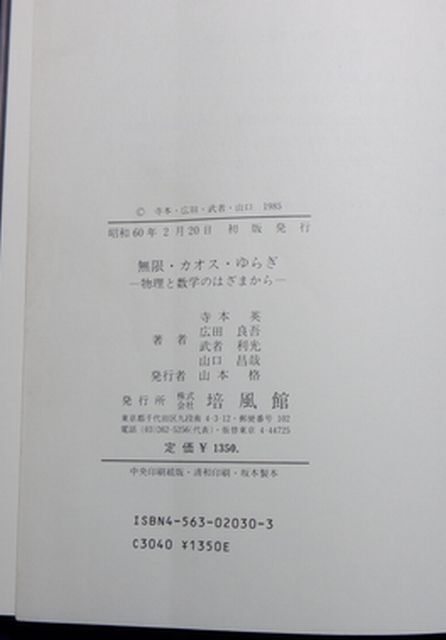 © 寺本・広田・武者・山口 1985
昭和60年2月20日 初版発行
無限・カオス・ゆらぎ
—物理と数学のはざまから—
著者
寺本 英
広田 良吾
武者 利光
山口 昌哉
発行者 山本 格
発行所 株式会社 培風館
東京都千代田区九段南4-3-12・郵便番号 102
電話 (03)262-5256(代表)・振替東京 4-44725
定価 ¥ 1350.
中央印刷紙版・清和印刷・坂本製本
ISBN4-563-02030-3
C3040 ¥1350E